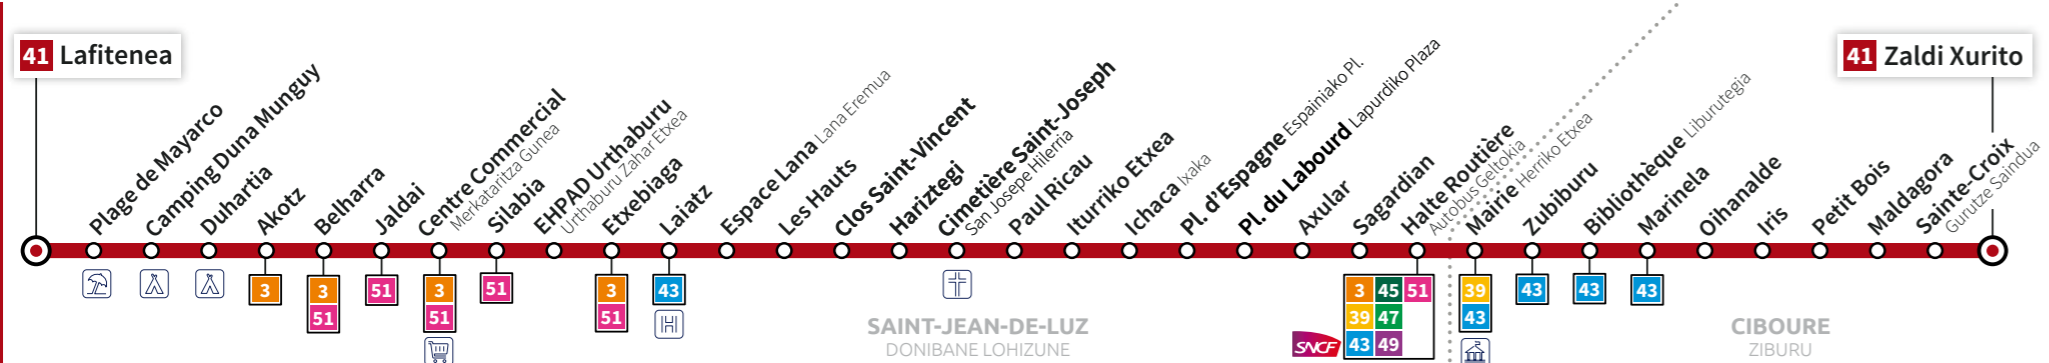 41 Lafitenea
Plage de Mayarco
Camping Duna Munguy
Duhartia
Akotz
Belharra
Jaldai
Centre Commercial
Merkataritza Gunea
Silabia
EHPAD Urthaburu
Urthaburu Zahar Etxea
Etxebiaga
Laiatz
Espace Lana Lana Eremua
Les Hauts
Clos Saint-Vincent
Hariztegi
Cimetière Saint-Joseph
San Josepe Hilerria
Paul Ricau
Iturriko Etxea
Ichaca Ixaka
Pl. d'Espagne Espainiako Pl.
Pl. du Labourd Lapurdiko Plaza
Axular
Sagardian
Halte Routière
Autobus Geltokia
Mairie Herriko Etxea
Zubiburu
Bibliothèque Liburutegia
Marinela
Oihanalde
Iris
Petit Bois
Maldagora
Sainte-Croix
Gurutze Saindua
41 Zaldi Xurito
3
3
51
51
3
51
51
3
51
43
H
3 45 51
39 47
43 49
SNCF
39
43
43
43
43
SAINT-JEAN-DE-LUZ
DONIBANE LOHIZUNE
CIBOURE
ZIBURU